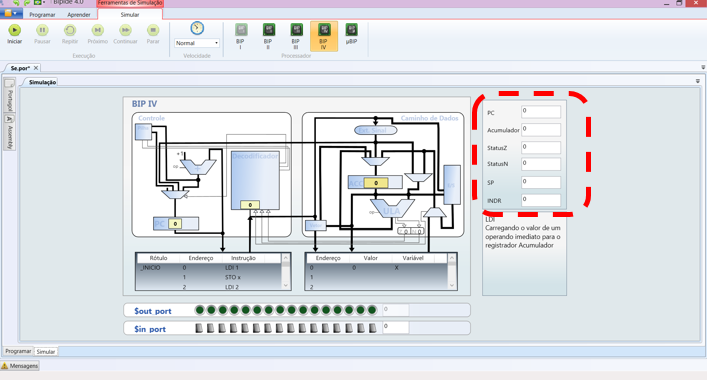 Bipide 4.0
Ferramentas de Simulação
Programar Aprender Simular
Iniciar Pausar Repetir Próximo Continuar Parar
Normal
BIP I BIP II BIP III BIP IV µBIP
Execução Velocidade Processador
Se.por*
Simulação
Portugol
Assembly
BIP IV
Controle
Decodificador
PC 0
Caminho de Dados
Ext. Sinal
ACC 0
ULA
Rótulo Endereço Instrução
_INICIO 0 LDI 1
1 STO x
2 LDI 2
Endereço Valor Variável
0 0 X
1
2
PC 0
Acumulador 0
StatusZ 0
StatusN 0
SP 0
INDR 0
LDI
Carregando o valor de um
operando imediato para o
registrador Acumulador
$out_port 0
$in_port 0
Programar Simular
Mensagens